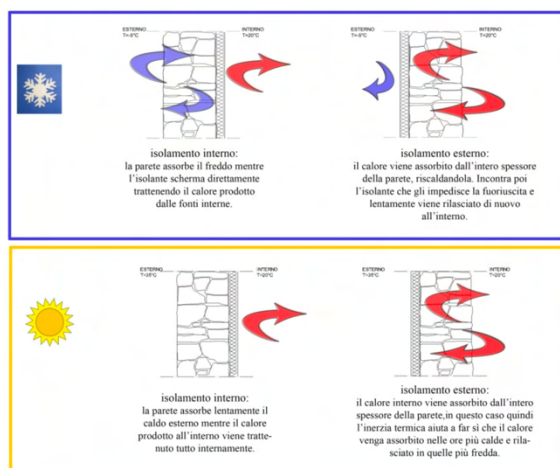 ESTERNO
T=-5°C
INTERNO
T=20°C
ESTERNO
T=-5°C
INTERNO
T=20°C
isolamento interno:
la parete assorbe il freddo mentre
l'isolante scherma direttamente
trattenendo il calore prodotto
dalle fonti interne.
isolamento esterno:
il calore viene assorbito dall'intero spessore
della parete, riscaldandola. Incontra poi
l'isolante che gli impedisce la fuoriuscita e
lentamente viene rilasciato di nuovo
all'interno.
ESTERNO
T=35°C
INTERNO
T=20°C
ESTERNO
T=35°C
INTERNO
T=20°C
isolamento interno:
la parete assorbe lentamente il
caldo esterno mentre il calore
prodotto all'interno viene tratte-
nuto tutto internamente.
isolamento esterno:
il calore interno viene assorbito dall'intero
spessore della parete,in questo caso quindi
l'inerzia termica aiuta a far sì che il calore
venga assorbito nelle ore più calde e rila-
sciato in quelle più fredda.